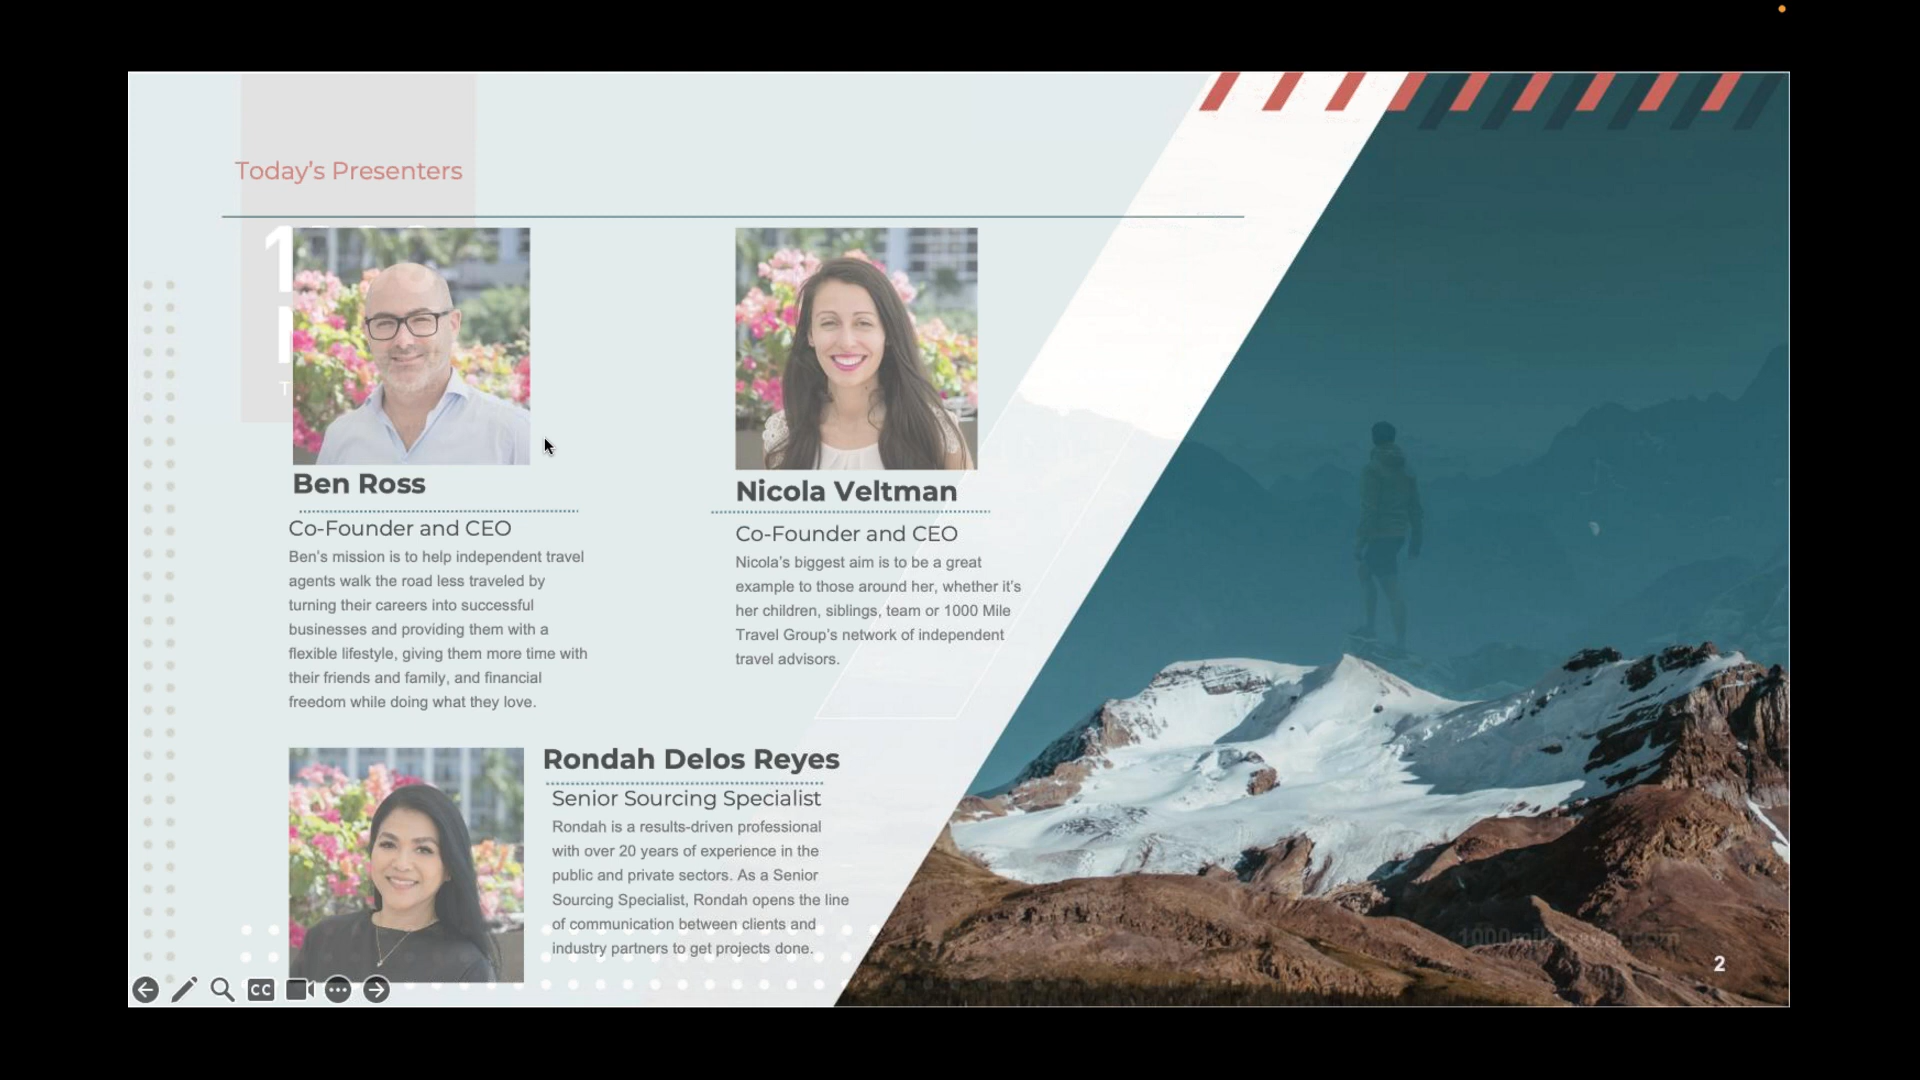 Today's Presenters
Ben Ross
Co-Founder and CEO
Ben's mission is to help independent travel
agents walk the road less traveled by
turning their careers into successful
businesses and providing them with a
flexible lifestyle, giving them more time with
their friends and family, and financial
freedom while doing what they love.
Nicola Veltman
Co-Founder and CEO
Nicola's biggest aim is to be a great
example to those around her, whether it's
her children, siblings, team or 1000 Mile
Travel Group's network of independent
travel advisors.
Rondah Delos Reyes
Senior Sourcing Specialist
Rondah is a results-driven professional
with over 20 years of experience in the
public and private sectors. As a Senior
Sourcing Specialist, Rondah opens the line
of communication between clients and
industry partners to get projects done.
2
CC